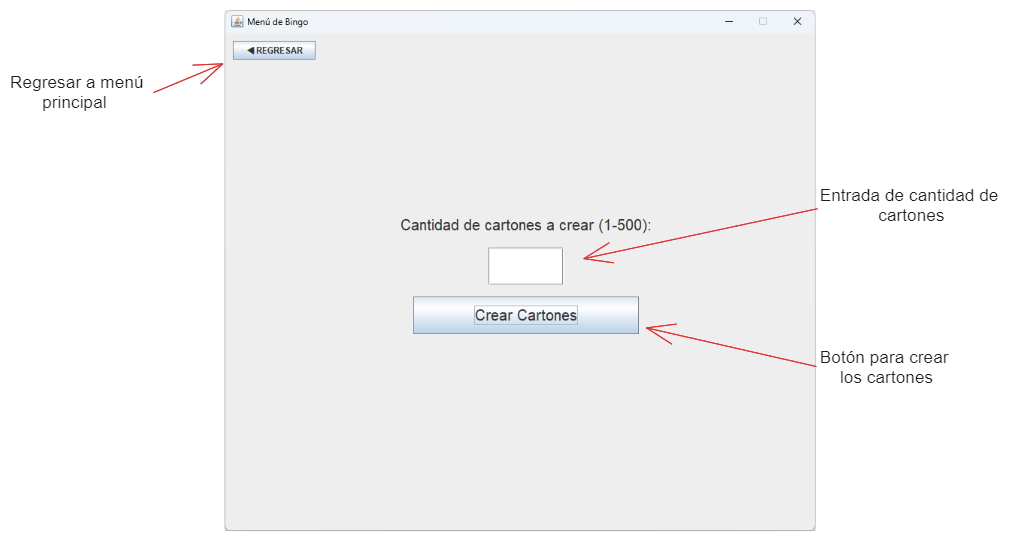 Menú de Bingo
◀ REGRESAR
Regresar a menú
principal
Entrada de cantidad de
cartones
Cantidad de cartones a crear (1-500):
Crear Cartones
Botón para crear
los cartones